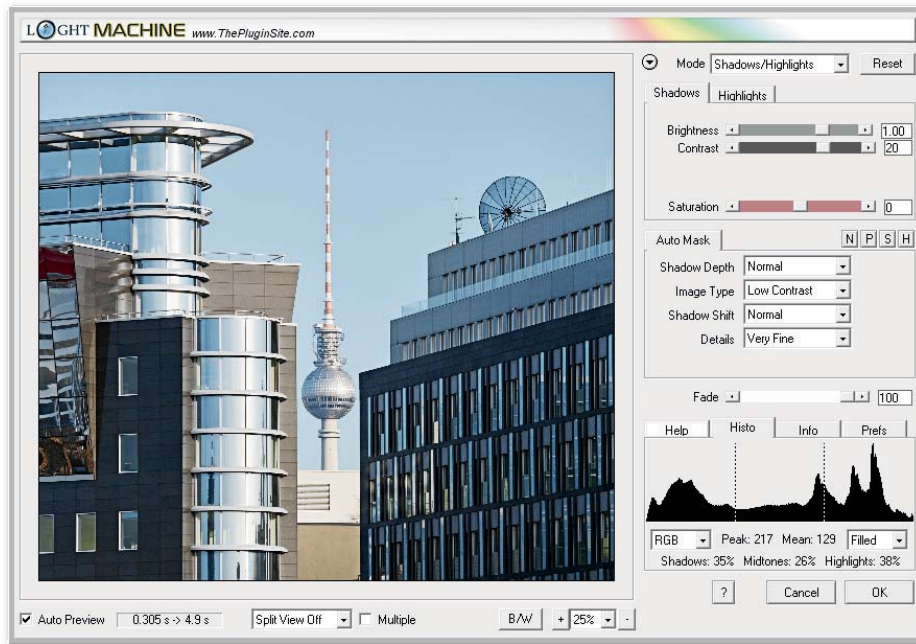 LIGHT MACHINE www.ThePluginSite.com
Mode Shadows/Highlights Reset
Shadows Highlights
Brightness 1.00
Contrast 20
Saturation 0
Auto Mask N P S H
Shadow Depth Normal
Image Type Low Contrast
Shadow Shift Normal
Details Very Fine
Fade 100
Help Histo Info Prefs
RGB Peak: 217 Mean: 129 Filled
Shadows: 35% Midtones: 26% Highlights: 38%
? Cancel OK
Auto Preview 0.305 s -> 4.9 s Split View Off Multiple B/W + 25% -